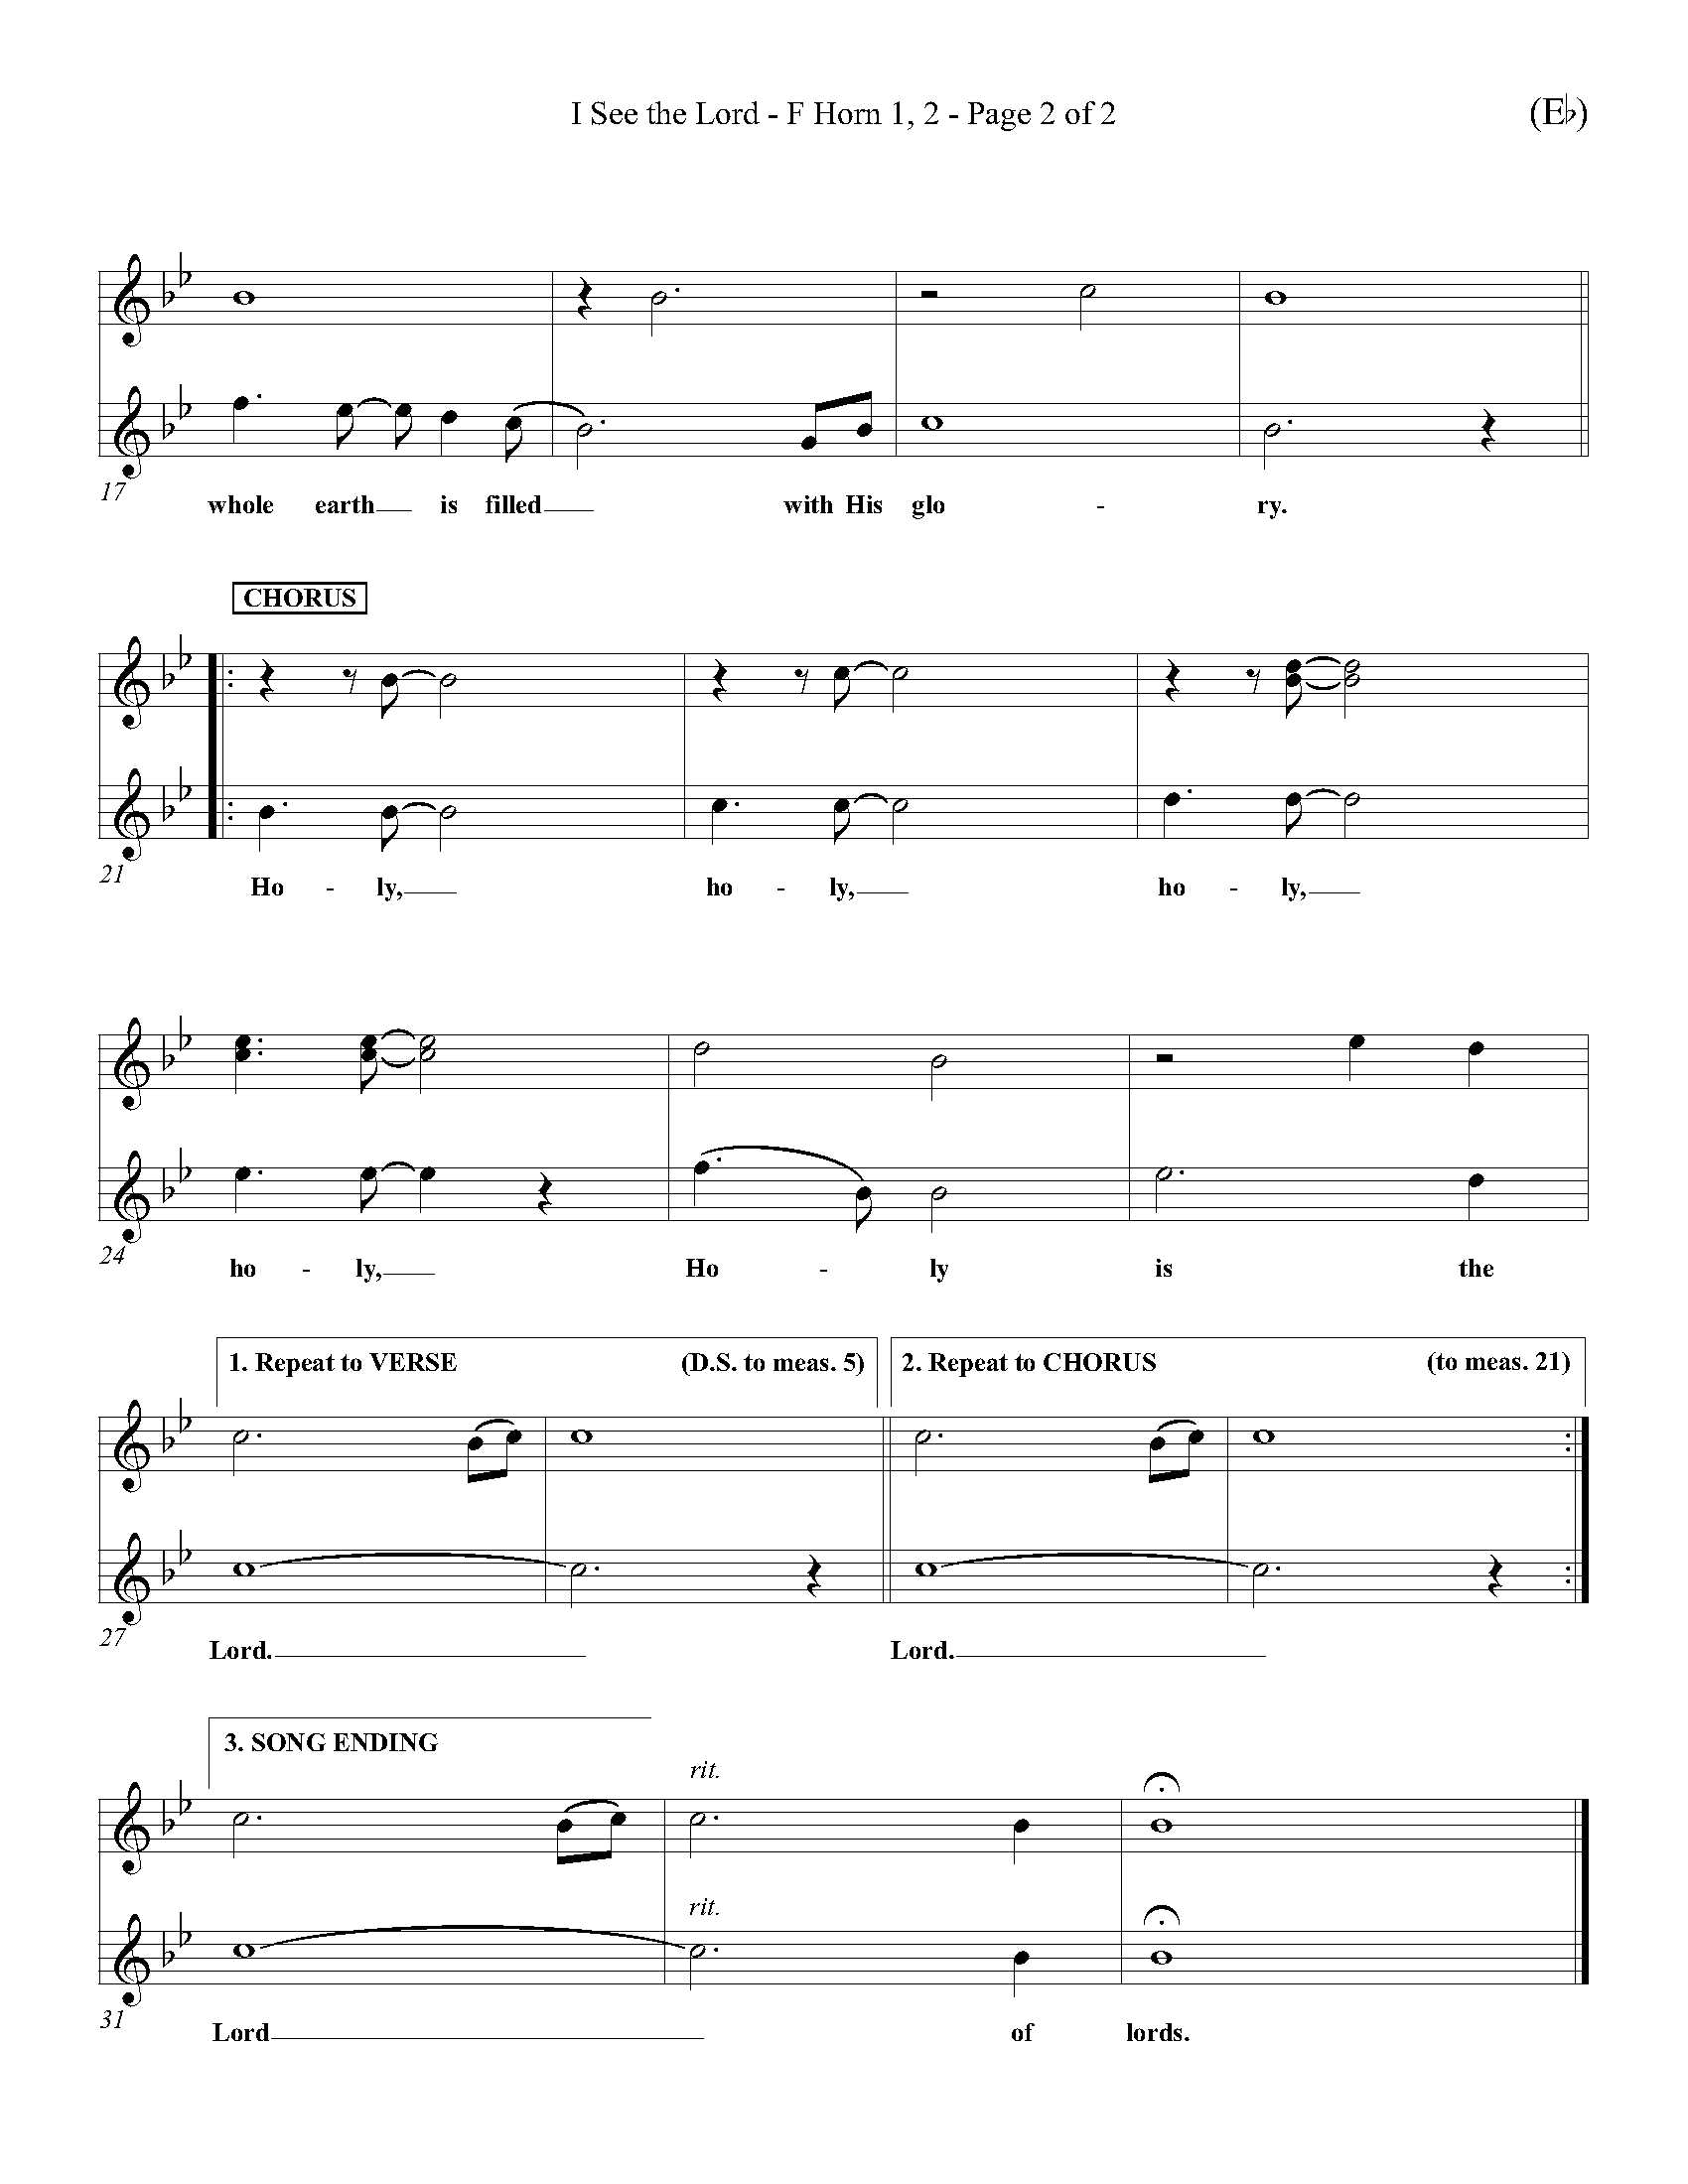 I See the Lord - F Horn 1, 2 - Page 2 of 2 (E♭)
17 whole earth is filled with His glo - ry.
CHORUS
21 Ho - ly, ho - ly, ho - ly,
24 ho - ly, Ho - ly is the
1. Repeat to VERSE (D.S. to meas. 5) 2. Repeat to CHORUS (to meas. 21)
27 Lord. Lord.
3. SONG ENDING
rit.
rit.
31 Lord of lords.